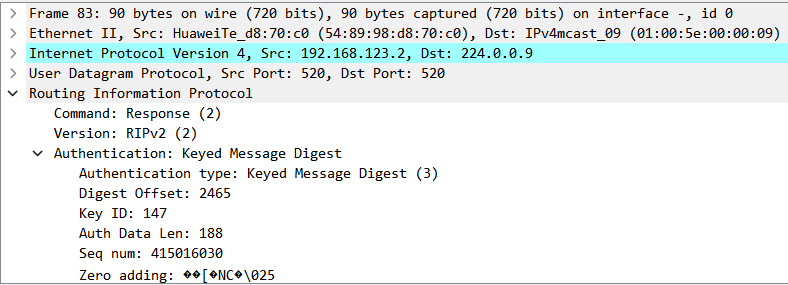 Frame 83: 90 bytes on wire (720 bits), 90 bytes captured (720 bits) on interface -, id 0
Ethernet II, Src: HuaweiTe_d8:70:c0 (54:89:98:d8:70:c0), Dst: IPv4mcast_09 (01:00:5e:00:00:09)
Internet Protocol Version 4, Src: 192.168.123.2, Dst: 224.0.0.9
User Datagram Protocol, Src Port: 520, Dst Port: 520
Routing Information Protocol
Command: Response (2)
Version: RIPv2 (2)
Authentication: Keyed Message Digest
Authentication type: Keyed Message Digest (3)
Digest Offset: 2465
Key ID: 147
Auth Data Len: 188
Seq num: 415016030
Zero adding: ��[�NC�\025